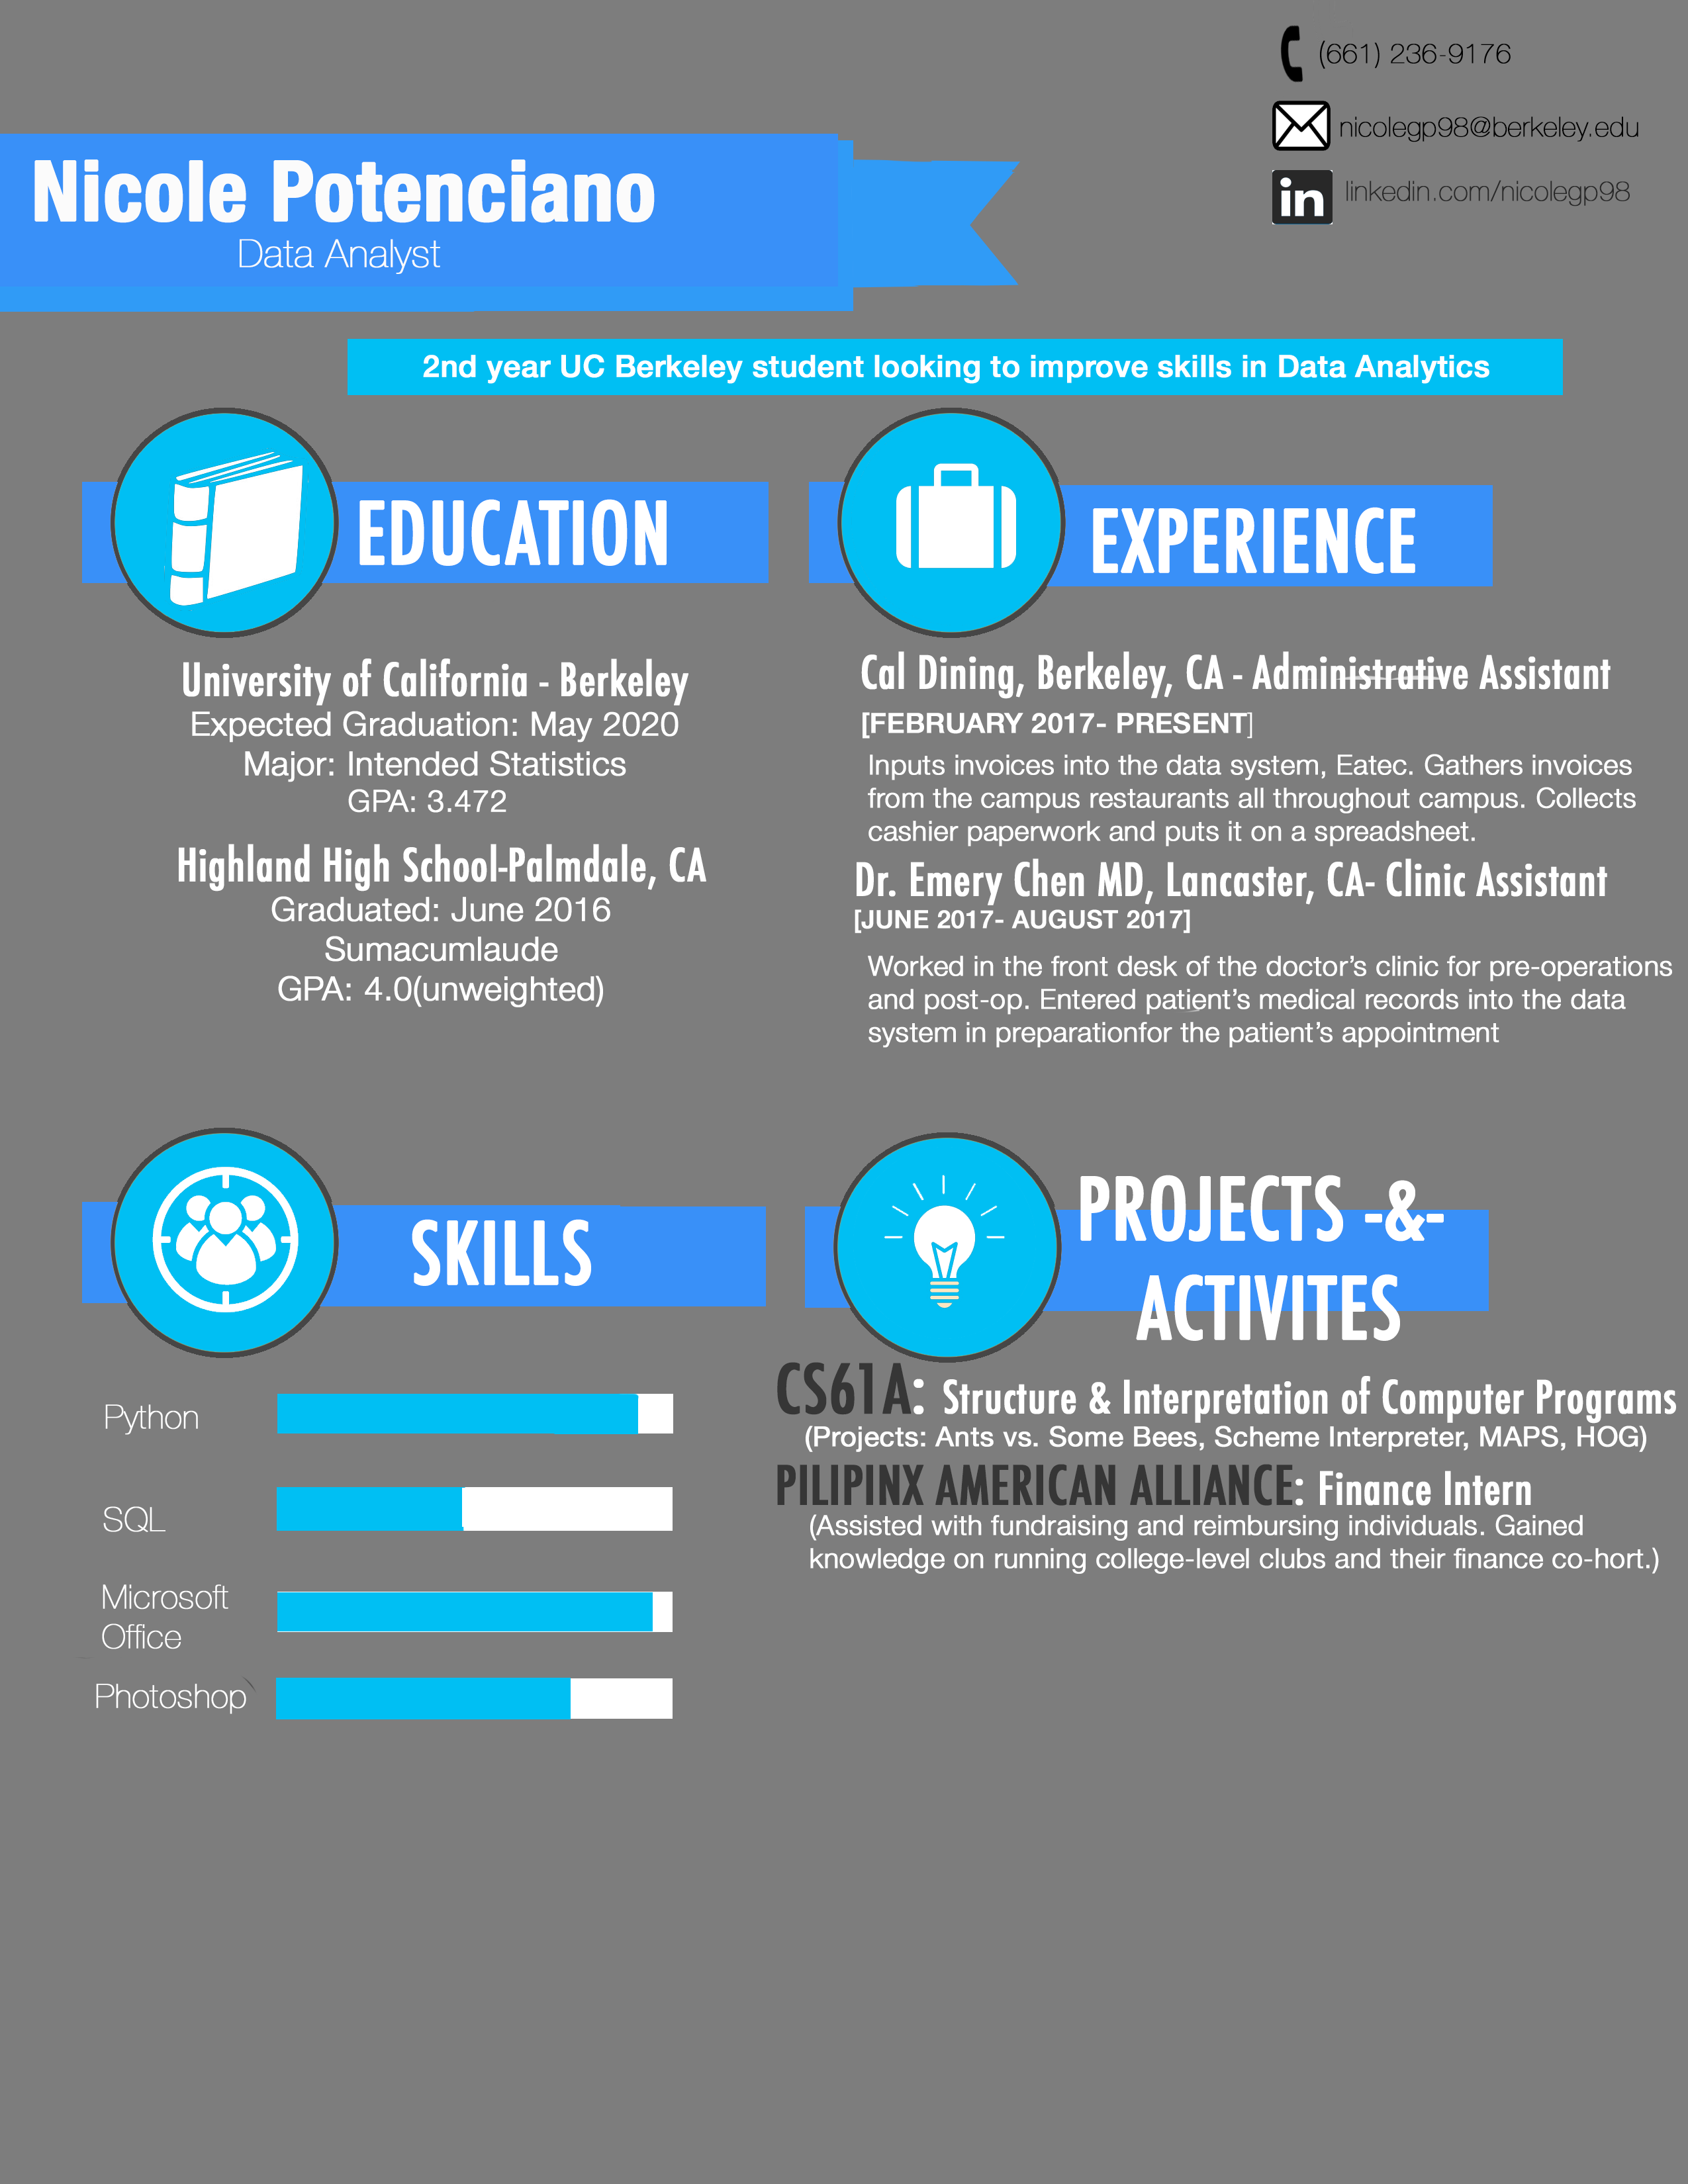 (661) 236-9176
nicolegp98@berkeley.edu
in linkedin.com/nicolegp98
Nicole Potenciano
Data Analyst
2nd year UC Berkeley student looking to improve skills in Data Analytics
EDUCATION
University of California - Berkeley
Expected Graduation: May 2020
Major: Intended Statistics
GPA: 3.472
Highland High School-Palmdale, CA
Graduated: June 2016
Sumacumlaude
GPA: 4.0(unweighted)
EXPERIENCE
Cal Dining, Berkeley, CA - Administrative Assistant
[FEBRUARY 2017- PRESENT]
Inputs invoices into the data system, Eatec. Gathers invoices
from the campus restaurants all throughout campus. Collects
cashier paperwork and puts it on a spreadsheet.
Dr. Emery Chen MD, Lancaster, CA- Clinic Assistant
[JUNE 2017- AUGUST 2017]
Worked in the front desk of the doctor's clinic for pre-operations
and post-op. Entered patient's medical records into the data
system in preparationfor the patient's appointment
SKILLS
Python
SQL
Microsoft
Office
Photoshop
PROJECTS -&-
ACTIVITES
CS61A: Structure & Interpretation of Computer Programs
(Projects: Ants vs. Some Bees, Scheme Interpreter, MAPS, HOG)
PILIPINX AMERICAN ALLIANCE: Finance Intern
(Assisted with fundraising and reimbursing individuals. Gained
knowledge on running college-level clubs and their finance co-hort.)